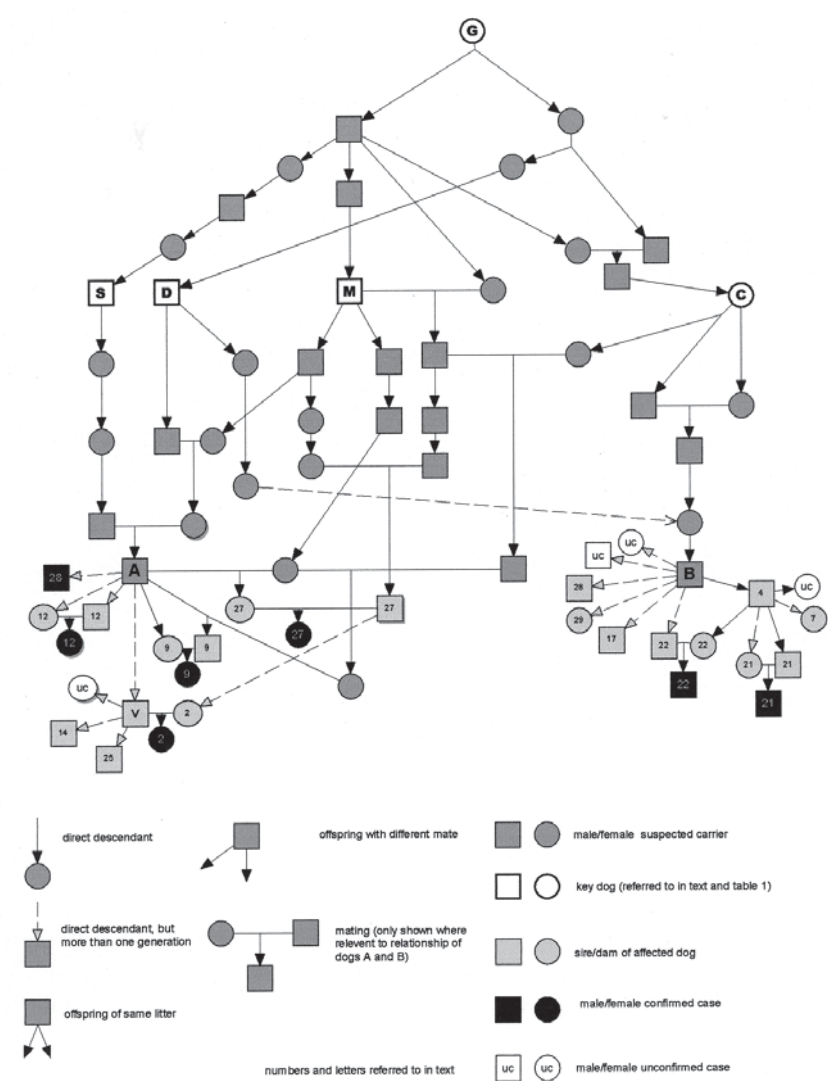 G
S
D
M
C
A
B
uc
uc
uc
28
28
4
12
12
27
27
29
7
12
9
9
27
17
22
22
21
21
9
22
21
uc
V
2
14
2
25
direct descendant
offspring with different mate
male/female suspected carrier
key dog (referred to in text and table 1)
direct descendant, but
more than one generation
mating (only shown where
relevent to relationship of
dogs A and B)
sire/dam of affected dog
offspring of same litter
male/female confirmed case
numbers and letters referred to in text
uc
uc
male/female unconfirmed case